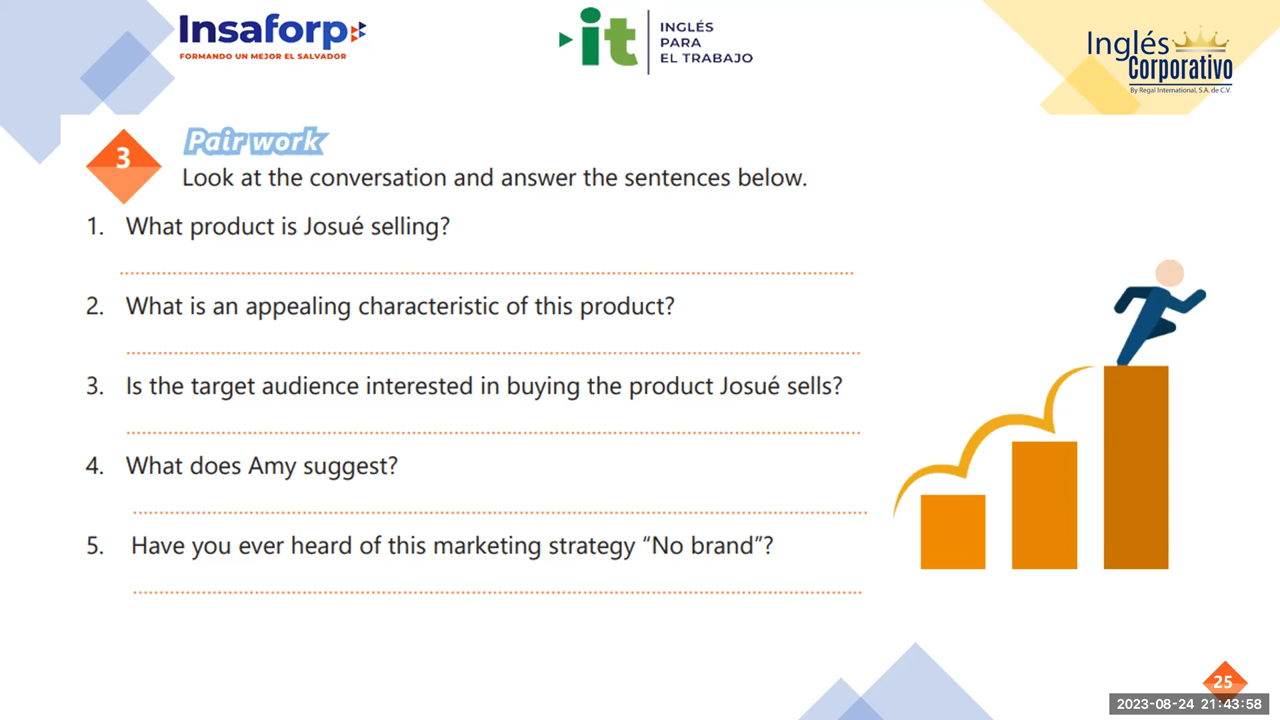 Insaforp
FORMANDO UN MEJOR EL SALVADOR
it
INGLÉS
PARA
EL TRABAJO
Inglés
Corporativo
By Regal International, S.A. de C.V.
3
Pair work
Look at the conversation and answer the sentences below.
1. What product is Josué selling?
2. What is an appealing characteristic of this product?
3. Is the target audience interested in buying the product Josué sells?
4. What does Amy suggest?
5. Have you ever heard of this marketing strategy “No brand”?
25
2023-08-24 21:43:58